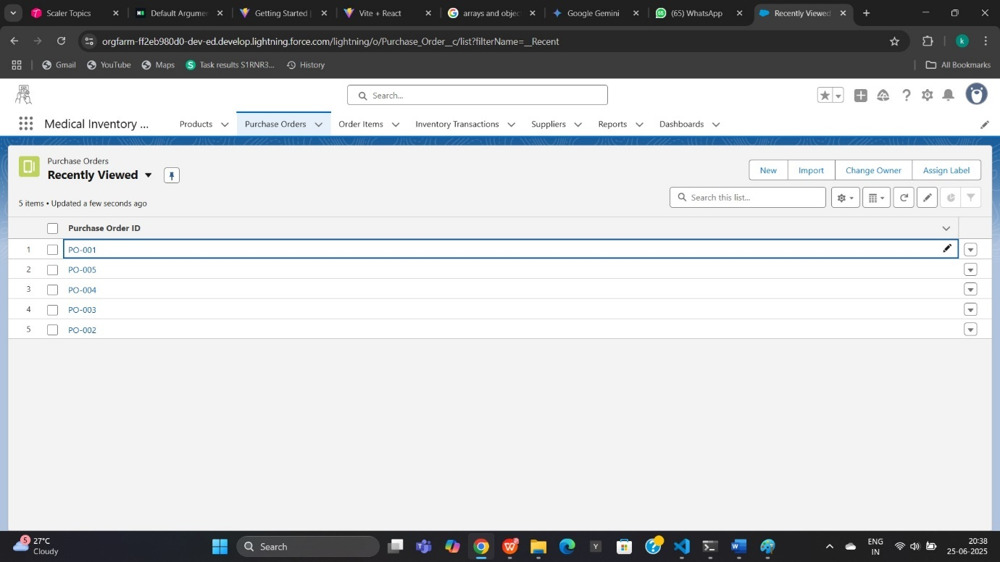 Scaler Topics
Default Argumer
Getting Started
Vite + React
arrays and objec
Google Gemini
(65) WhatsApp
Recently Viewed
orgfarm-ff2eb980d0-dev-ed.develop.lightning.force.com/lightning/o/Purchase_Order__c/list?filterName=__Recent
k
Gmail
YouTube
Maps
Task results S1RNR3...
History
All Bookmarks
Search...
Medical Inventory ...
Products
Purchase Orders
Order Items
Inventory Transactions
Suppliers
Reports
Dashboards
Purchase Orders
Recently Viewed
New
Import
Change Owner
Assign Label
5 items • Updated a few seconds ago
Search this list...
Purchase Order ID
1 PO-001
2 PO-005
3 PO-004
4 PO-003
5 PO-002
5
27°C
Cloudy
Search
ENG
IN
20:38
25-06-2025